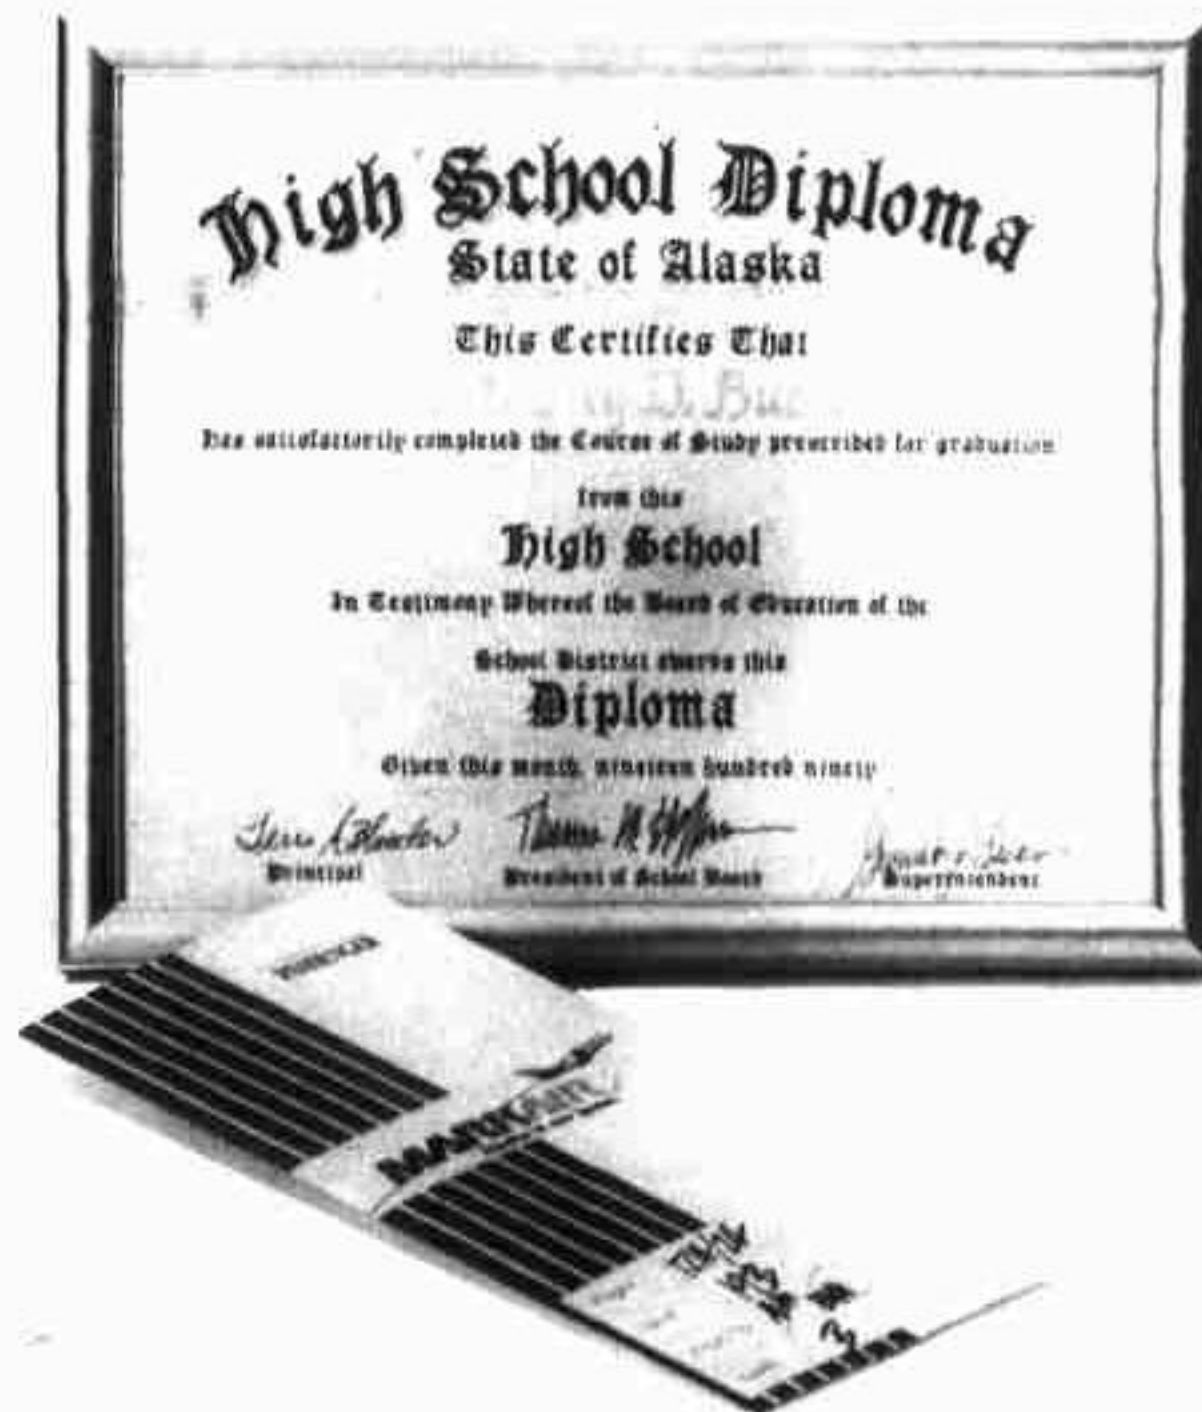 High School Diploma
State of Alaska
This Certifies That
J. Buc
Has satisfactorily completed the Course of Study prescribed for graduation
from this
High School
In Testimony Whereof the Board of Education of the
School District awards this
Diploma
Given this month, nineteen hundred ninety
Principal
President of School Board
Superintendent
MARKAIR